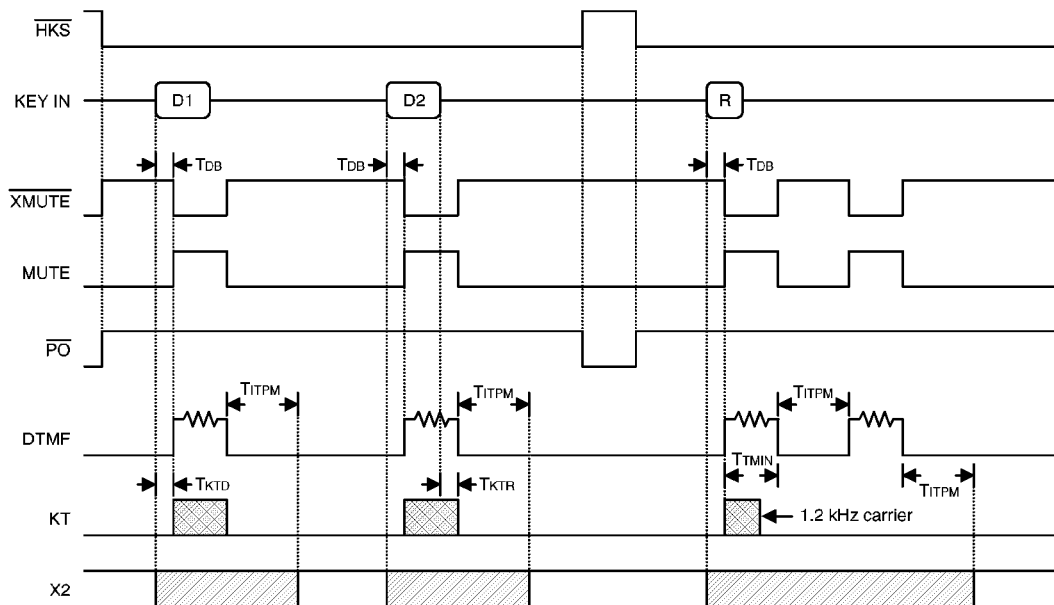 HKS
KEY IN D1 D2 R
TDB TDB TDB
XMUTE
MUTE
PO
TITPM TITPM TITPM
DTMF
TTMIN
TKTD TKTR TITPM
KT 1.2 kHz carrier
X2